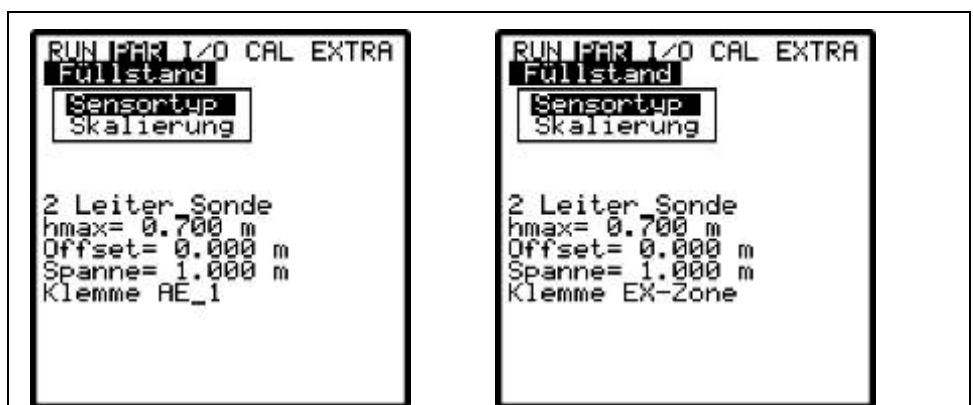 RUN PAR I/O CAL EXTRA
Füllstand
Sensortyp
Skalierung
2 Leiter_Sonde
hmax= 0.700 m
Offset= 0.000 m
Spanne= 1.000 m
Klemme AE_1
RUN PAR I/O CAL EXTRA
Füllstand
Sensortyp
Skalierung
2 Leiter_Sonde
hmax= 0.700 m
Offset= 0.000 m
Spanne= 1.000 m
Klemme EX-Zone